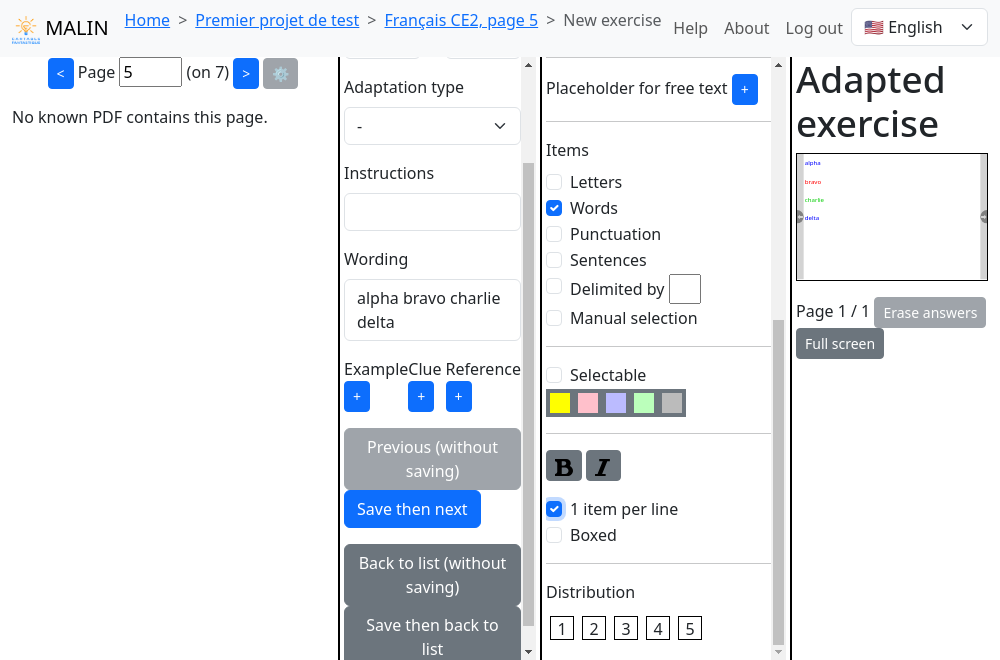 MALIN
Home > Premier projet de test > Français CE2, page 5 > New exercise
Help About Log out 🇺🇸 English
< Page 5 (on 7) >
No known PDF contains this page.
Adaptation type
-
Instructions
Wording
alpha bravo charlie
delta
Example Clue Reference
+ + +
Previous (without
saving)
Save then next
Back to list (without
saving)
Save then back to
list
Placeholder for free text +
Items
Letters
Words
Punctuation
Sentences
Delimited by
Manual selection
Selectable
B I
1 item per line
Boxed
Distribution
1 2 3 4 5
Adapted
exercise
alpha
bravo
charlie
delta
Page 1 / 1 Erase answers
Full screen